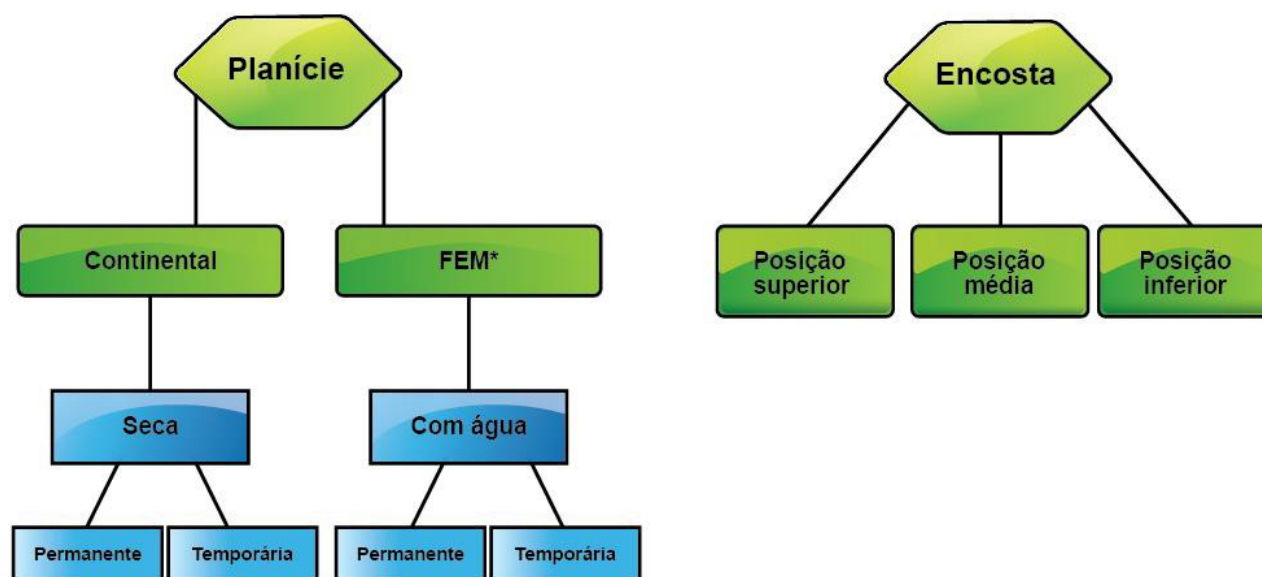 Planície
Encosta
Continental
FEM*
Posição
superior
Posição
média
Posição
inferior
Seca
Com água
Permanente
Temporária
Permanente
Temporária